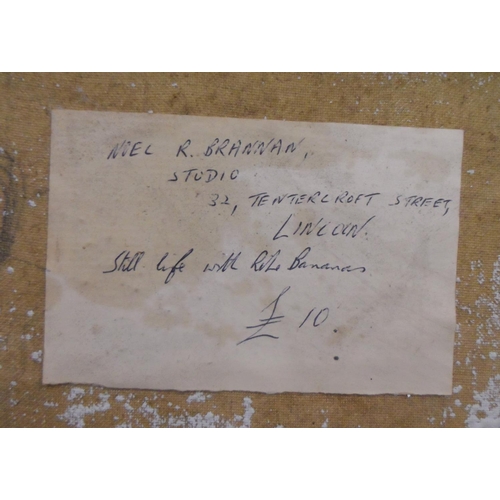 NOEL R. BRANNAN,
STUDIO
32, TENTERCROFT STREET,
LINCOLN.
Still life with Ripe Bananas
£10